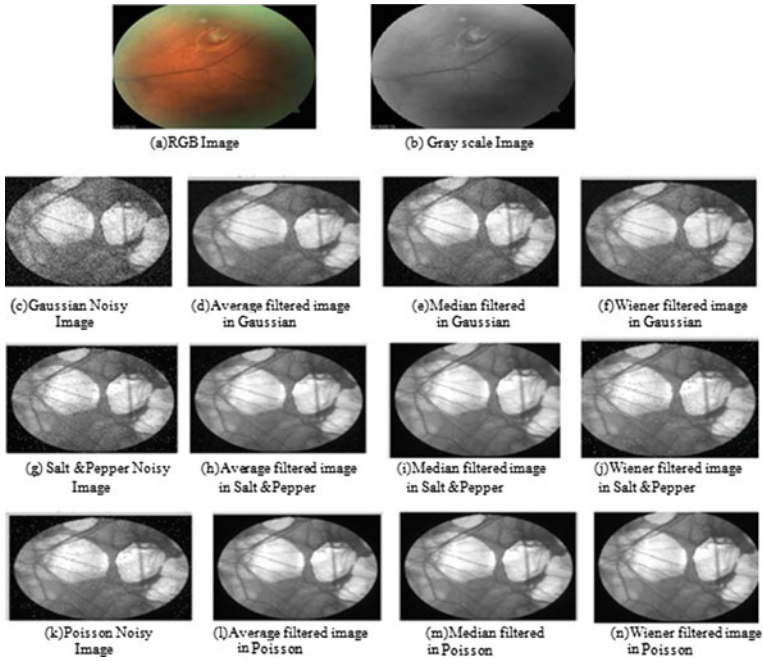 (a)RGB Image
(b) Gray scale Image
(c)Gaussian Noisy
Image
(d)Average filtered image
in Gaussian
(e)Median filtered
in Gaussian
(f)Wiener filtered image
in Gaussian
(g) Salt &Pepper Noisy
Image
(h)Average filtered image
in Salt &Pepper
(i)Median filtered image
in Salt &Pepper
(j)Wiener filtered image
in Salt &Pepper
(k)Poisson Noisy
Image
(l)Average filtered image
in Poisson
(m)Median filtered
in Poisson
(n)Wiener filtered image
in Poisson